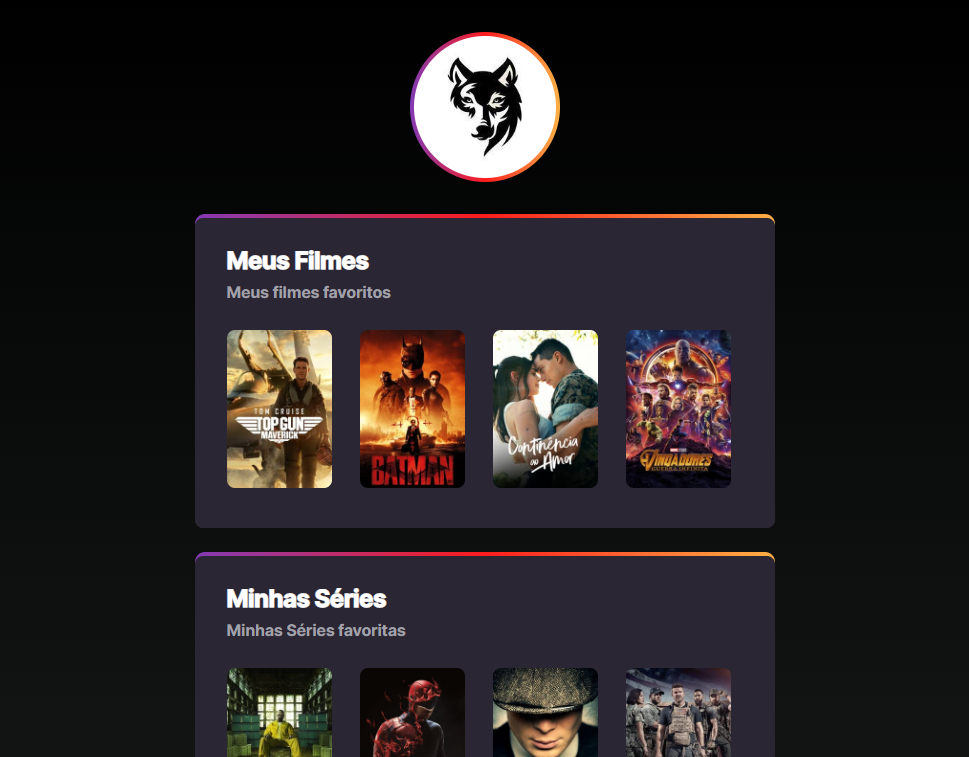 Meus Filmes
Meus filmes favoritos
TOM CRUISE
TOP GUN
MAVERICK
BATMAN
Continência
ao Amor
VINGADORES
GUERRA INFINITA
Minhas Séries
Minhas Séries favoritas